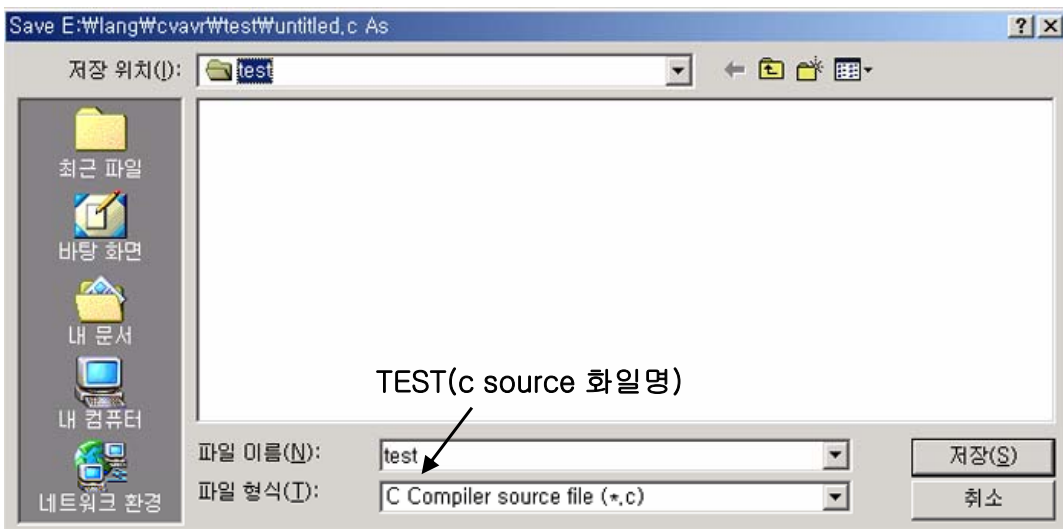 Save E:₩lang₩cvavr₩test₩untitled.c As
저장 위치(I): test
최근 파일
바탕 화면
내 문서
내 컴퓨터
네트워크 환경
TEST(c source 화일명)
파일 이름(N): test 저장(S)
파일 형식(T): C Compiler source file (*.c) 취소